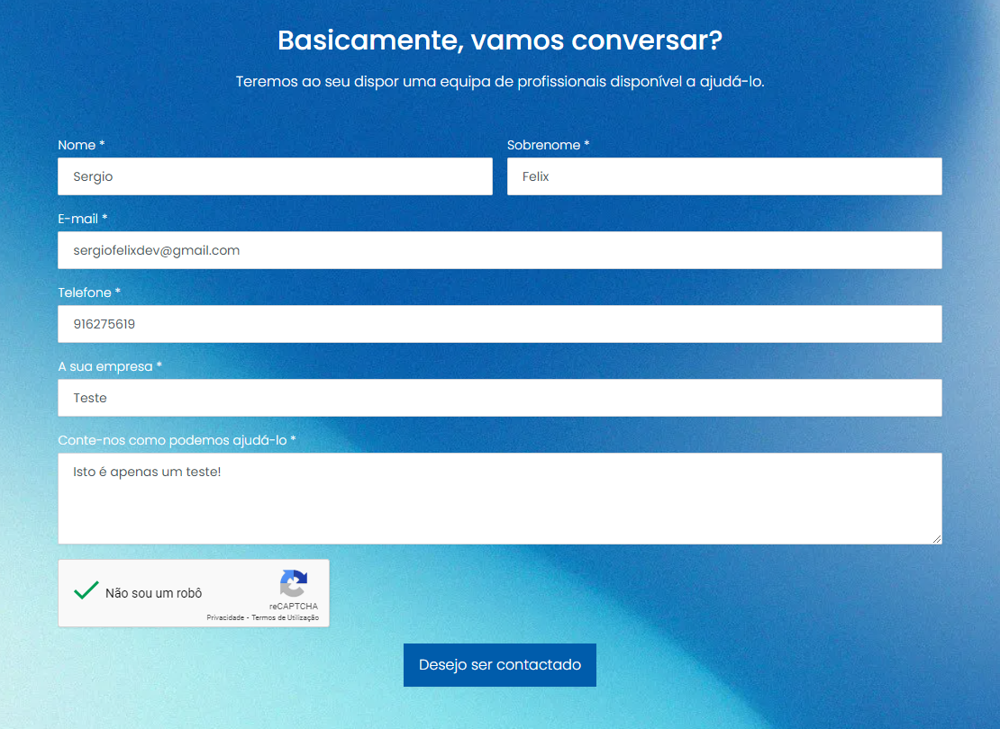 Basicamente, vamos conversar?
Teremos ao seu dispor uma equipa de profissionais disponível a ajudá-lo.
Nome *
Sobrenome *
Sergio
Felix
E-mail *
sergiofelixdev@gmail.com
Telefone *
916275619
A sua empresa *
Teste
Conte-nos como podemos ajudá-lo *
Isto é apenas um teste!
Não sou um robô
reCAPTCHA
Privacidade - Termos de Utilização
Desejo ser contactado